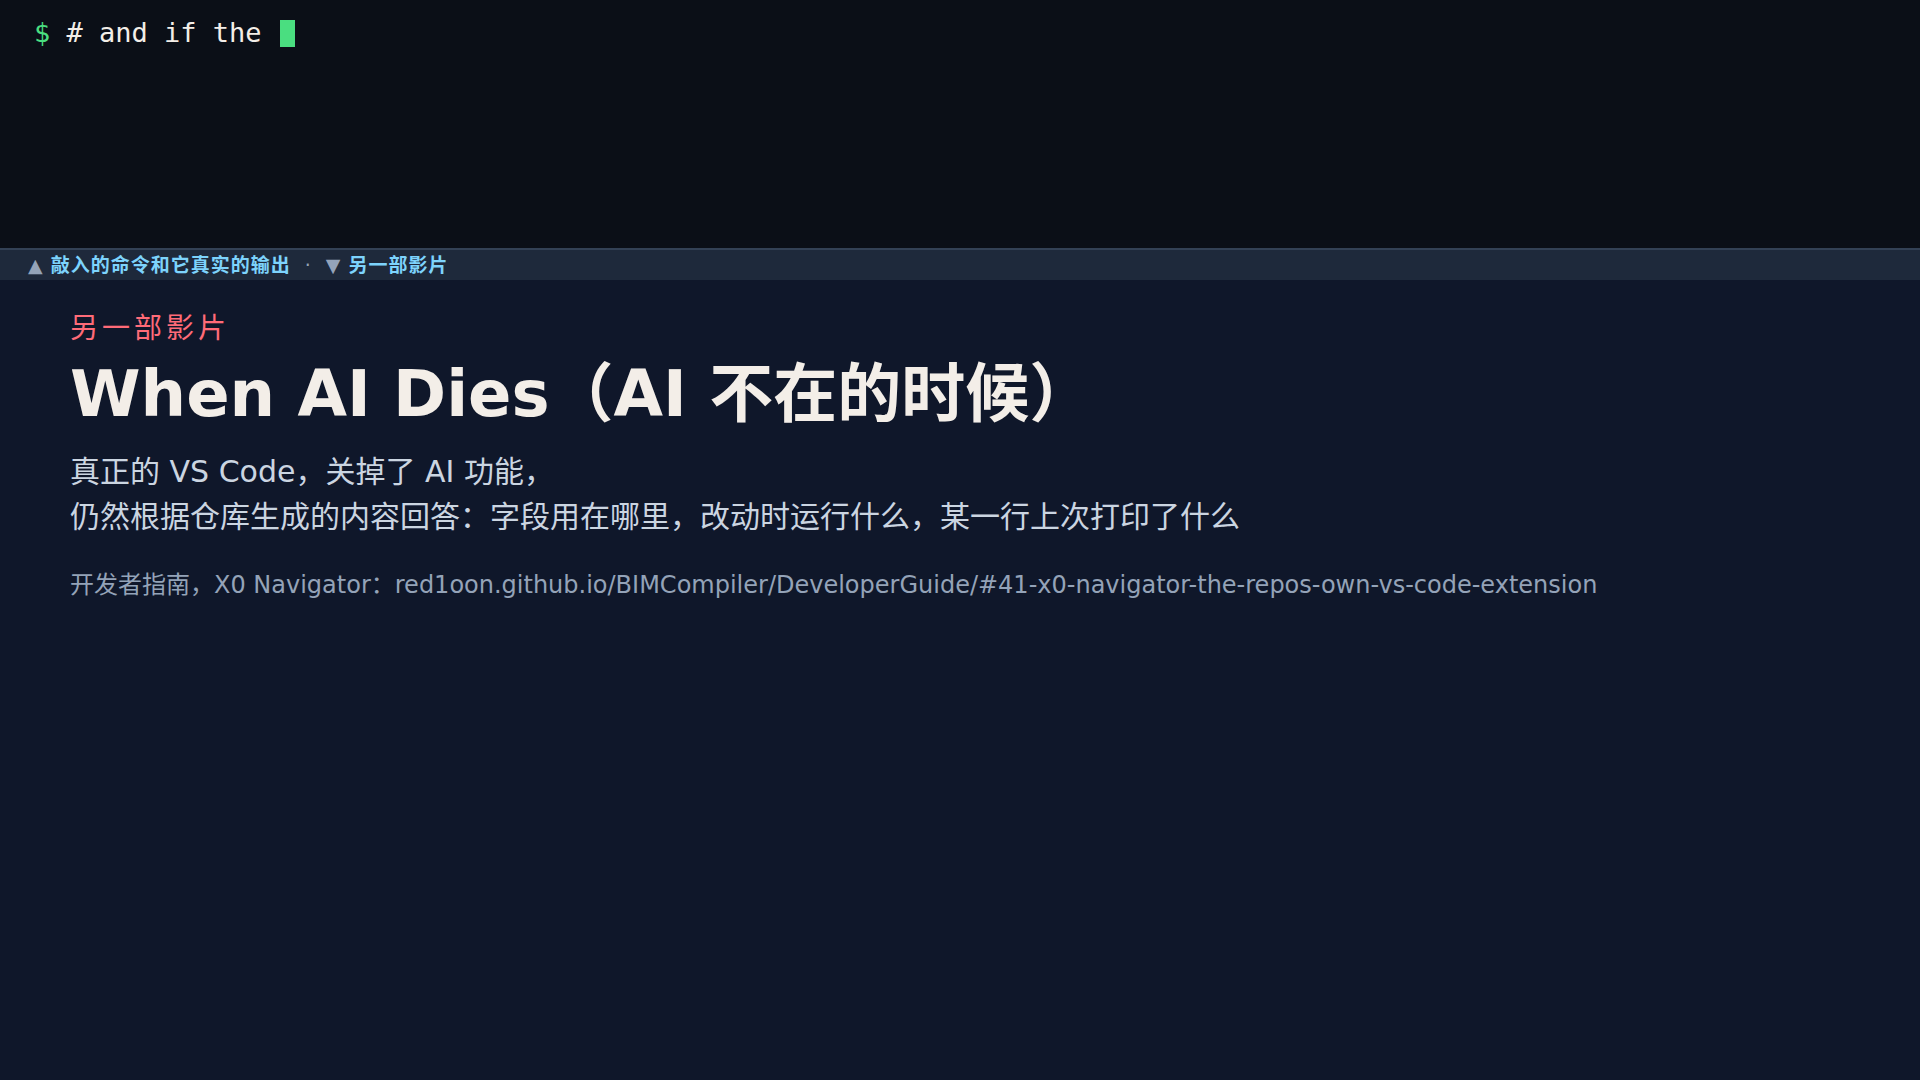 $ # and if the
▲ 敲入的命令和它真实的输出 · ▼ 另一部影片
另一部影片
When AI Dies（AI 不在的时候）
真正的 VS Code，关掉了 AI 功能，
仍然根据仓库生成的内容回答：字段用在哪里，改动时运行什么，某一行上次打印了什么
开发者指南，X0 Navigator：red1oon.github.io/BIMCompiler/DeveloperGuide/#41-x0-navigator-the-repos-own-vs-code-extension